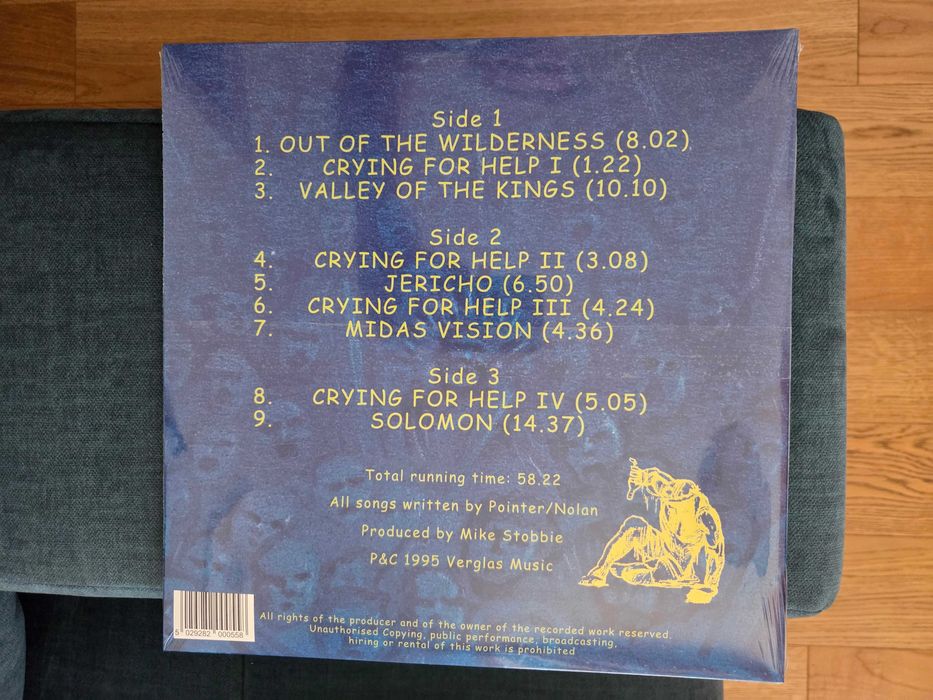 Side 1
1. OUT OF THE WILDERNESS (8.02)
2. CRYING FOR HELP I (1.22)
3. VALLEY OF THE KINGS (10.10)
Side 2
4. CRYING FOR HELP II (3.08)
5. JERICHO (6.50)
6. CRYING FOR HELP III (4.24)
7. MIDAS VISION (4.36)
Side 3
8. CRYING FOR HELP IV (5.05)
9. SOLOMON (14.37)
Total running time: 58.22
All songs written by Pointer/Nolan
Produced by Mike Stobbie
P&C 1995 Verglas Music
5 029282 000558
All rights of the producer and of the owner of the recorded work reserved.
Unauthorised Copying, public performance, broadcasting,
hiring or rental of this work is prohibited